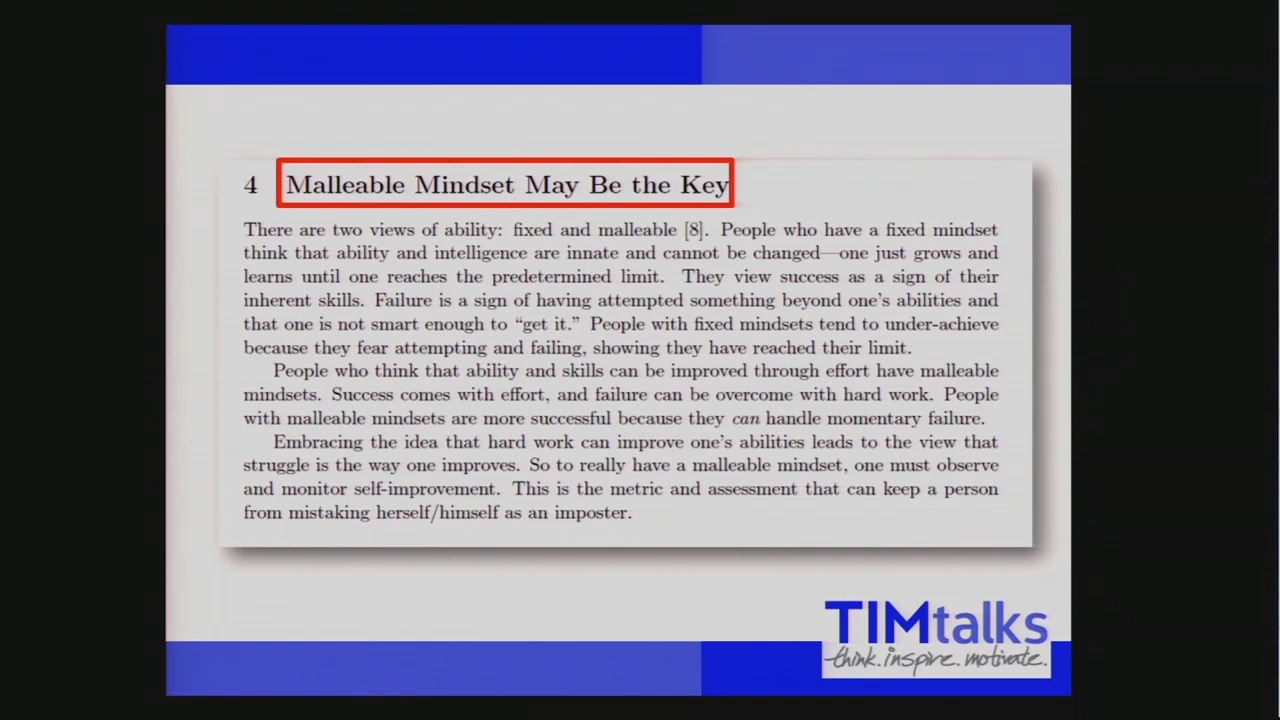 4 Malleable Mindset May Be the Key
There are two views of ability: fixed and malleable [8]. People who have a fixed mindset
think that ability and intelligence are innate and cannot be changed—one just grows and
learns until one reaches the predetermined limit. They view success as a sign of their
inherent skills. Failure is a sign of having attempted something beyond one's abilities and
that one is not smart enough to “get it.” People with fixed mindsets tend to under-achieve
because they fear attempting and failing, showing they have reached their limit.
People who think that ability and skills can be improved through effort have malleable
mindsets. Success comes with effort, and failure can be overcome with hard work. People
with malleable mindsets are more successful because they can handle momentary failure.
Embracing the idea that hard work can improve one's abilities leads to the view that
struggle is the way one improves. So to really have a malleable mindset, one must observe
and monitor self-improvement. This is the metric and assessment that can keep a person
from mistaking herself/himself as an imposter.
TIMtalks
think.inspire.motivate.